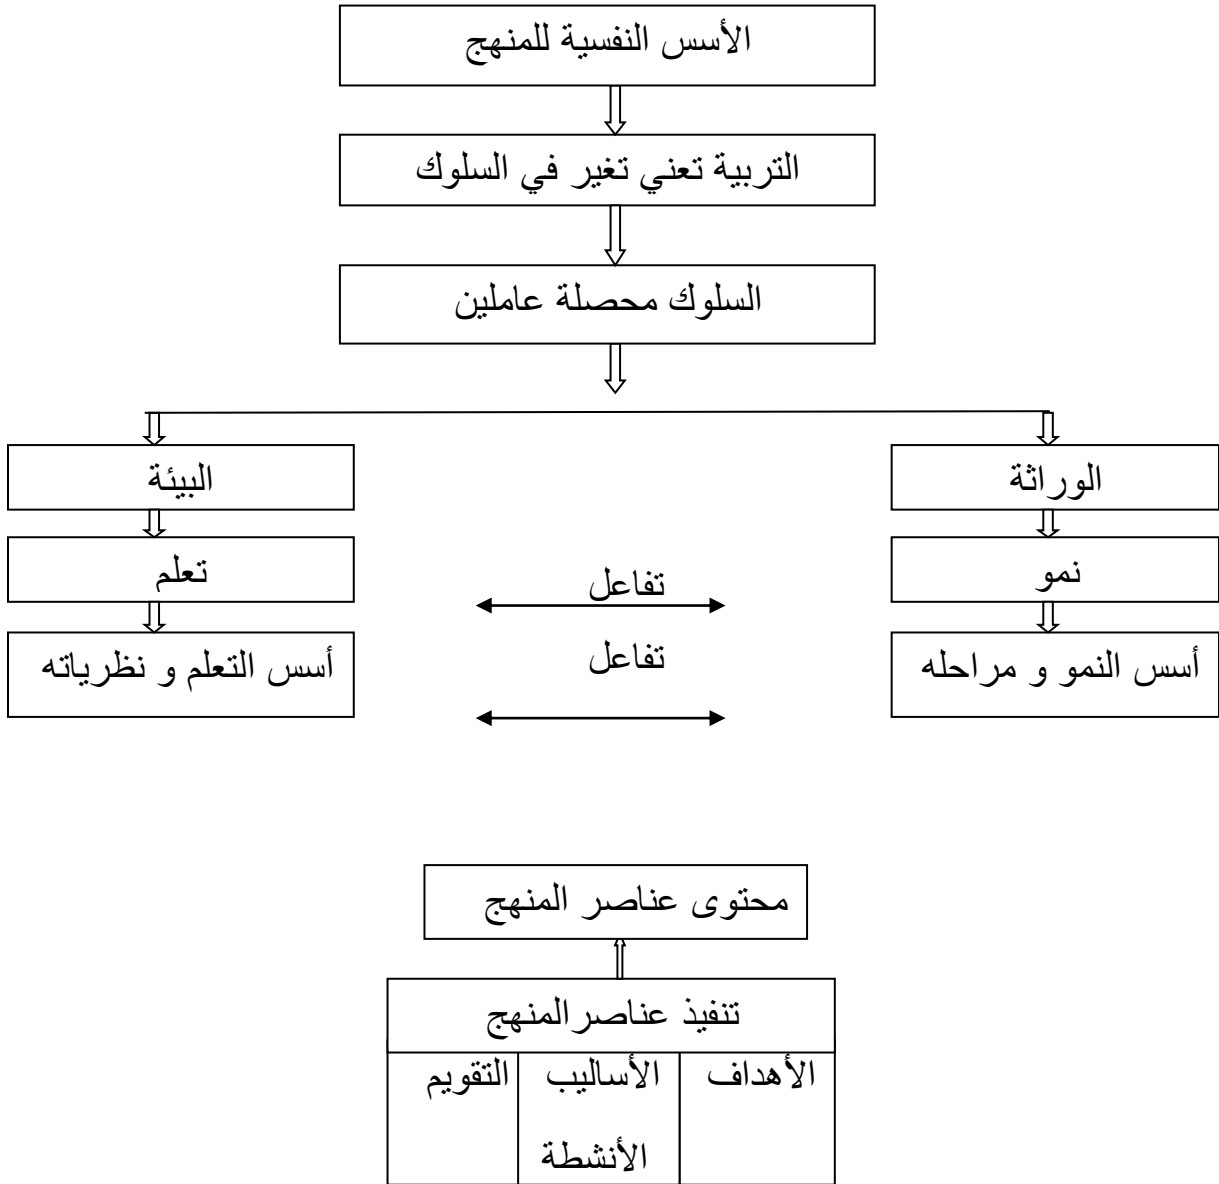 الأسس النفسية للمنهج
التربية تعني تغير في السلوك
السلوك محصلة عاملين
الوراثة
البيئة
نمو
تعلم
تفاعل
أسس النمو و مراحله
تفاعل
أسس التعلم و نظرياته
محتوى عناصر المنهج
تنفيذ عناصرالمنهج
الأهداف
الأساليب
الأنشطة
التقويم